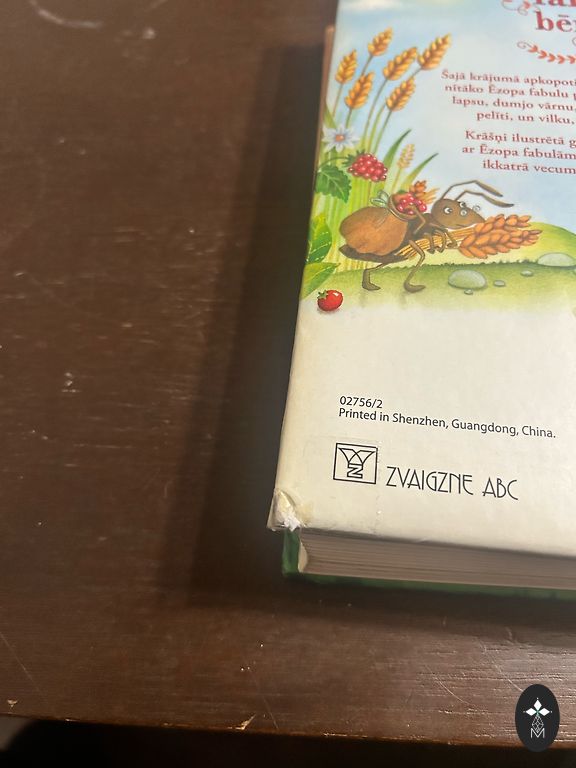 bē
Šajā krājumā apkopoti
nītāko Ēzopa fabulu p
lapsu, dumjo vārnu,
pelīti, un vilku,
Krāšņi ilustrētā g
ar Ēzopa fabulām
ikkatrā vecum
02756/2
Printed in Shenzhen, Guangdong, China.
ZVAIGZNE ABC
M